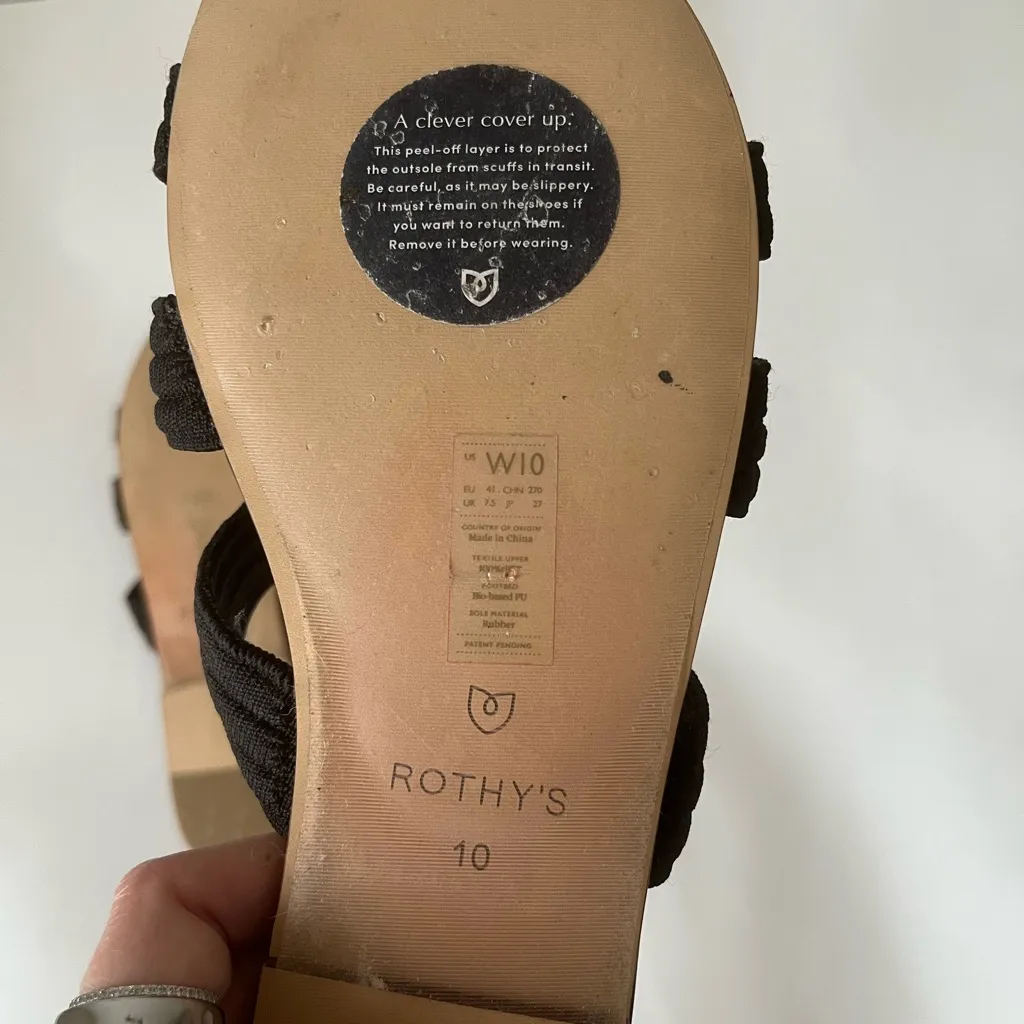 A clever cover up.
This peel-off layer is to protect
the outsole from scuffs in transit.
Be careful, as it may be slippery.
It must remain on the shoes if
you want to return them.
Remove it before wearing.
US W10
EU 41 . CHN 270
UK 7.5 JP 27
COUNTRY OF ORIGIN
Made in China
TEXTILE UPPER
FOOTBED
Bio-based PU
SOLE MATERIAL
Rubber
PATENT PENDING
ROTHY'S
10